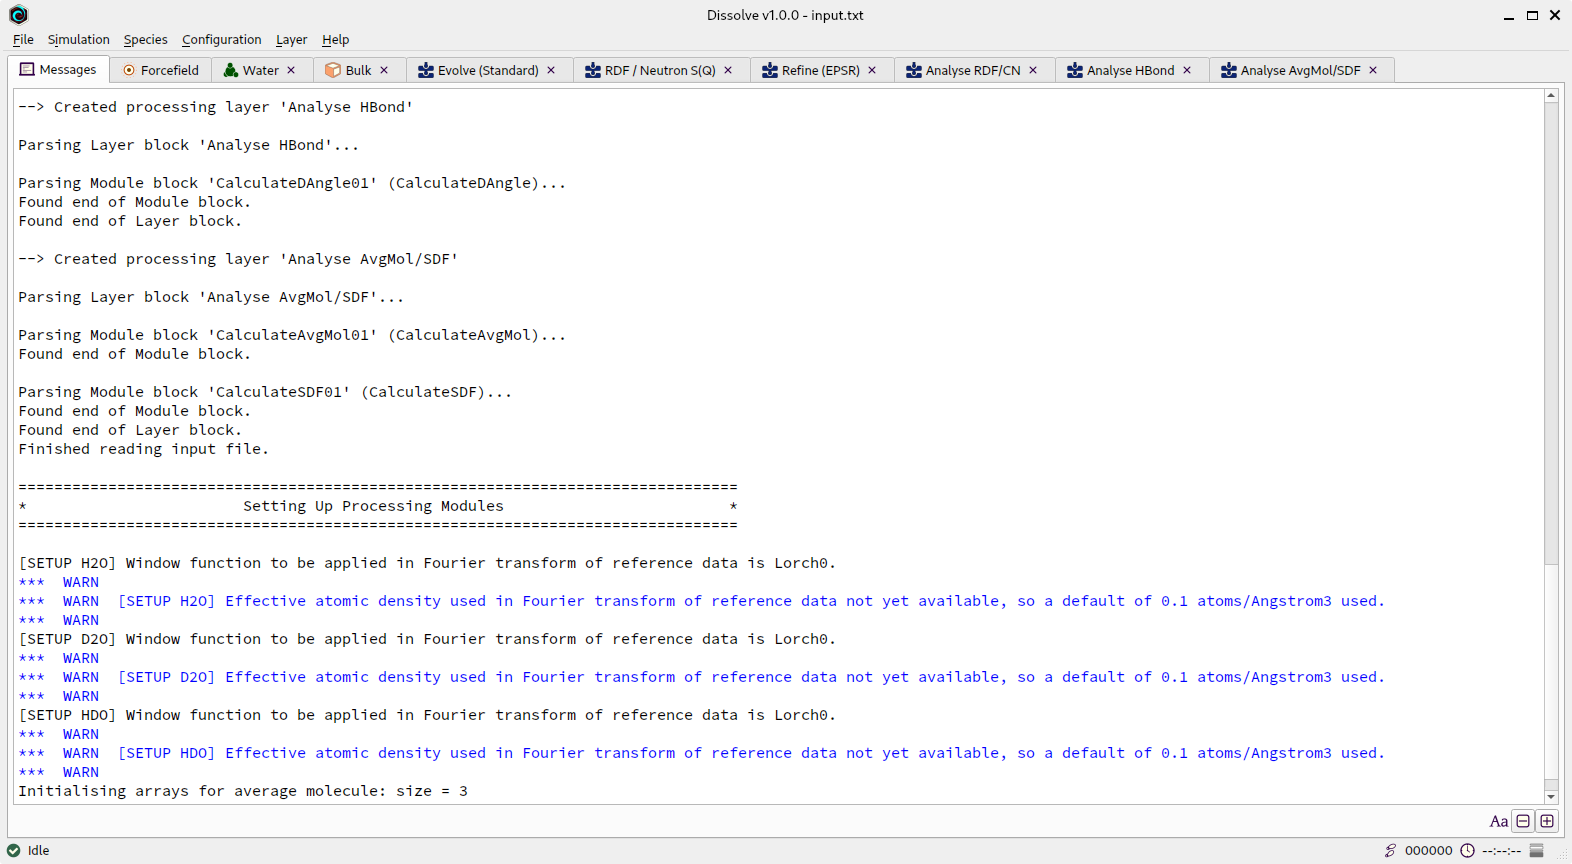 Dissolve v1.0.0 - input.txt
File Simulation Species Configuration Layer Help
Messages Forcefield Water Bulk Evolve (Standard) RDF / Neutron S(Q) Refine (EPSR) Analyse RDF/CN Analyse HBond Analyse AvgMol/SDF
--> Created processing layer 'Analyse HBond'
Parsing Layer block 'Analyse HBond'...
Parsing Module block 'CalculateDAngle01' (CalculateDAngle)...
Found end of Module block.
Found end of Layer block.
--> Created processing layer 'Analyse AvgMol/SDF'
Parsing Layer block 'Analyse AvgMol/SDF'...
Parsing Module block 'CalculateAvgMol01' (CalculateAvgMol)...
Found end of Module block.
Parsing Module block 'CalculateSDF01' (CalculateSDF)...
Found end of Module block.
Found end of Layer block.
Finished reading input file.
================================================================================
* Setting Up Processing Modules *
================================================================================
[SETUP H2O] Window function to be applied in Fourier transform of reference data is Lorch0.
*** WARN
*** WARN [SETUP H2O] Effective atomic density used in Fourier transform of reference data not yet available, so a default of 0.1 atoms/Angstrom3 used.
*** WARN
[SETUP D2O] Window function to be applied in Fourier transform of reference data is Lorch0.
*** WARN
*** WARN [SETUP D2O] Effective atomic density used in Fourier transform of reference data not yet available, so a default of 0.1 atoms/Angstrom3 used.
*** WARN
[SETUP HDO] Window function to be applied in Fourier transform of reference data is Lorch0.
*** WARN
*** WARN [SETUP HDO] Effective atomic density used in Fourier transform of reference data not yet available, so a default of 0.1 atoms/Angstrom3 used.
*** WARN
Initialising arrays for average molecule: size = 3
Aa
Idle 000000 --:--:--